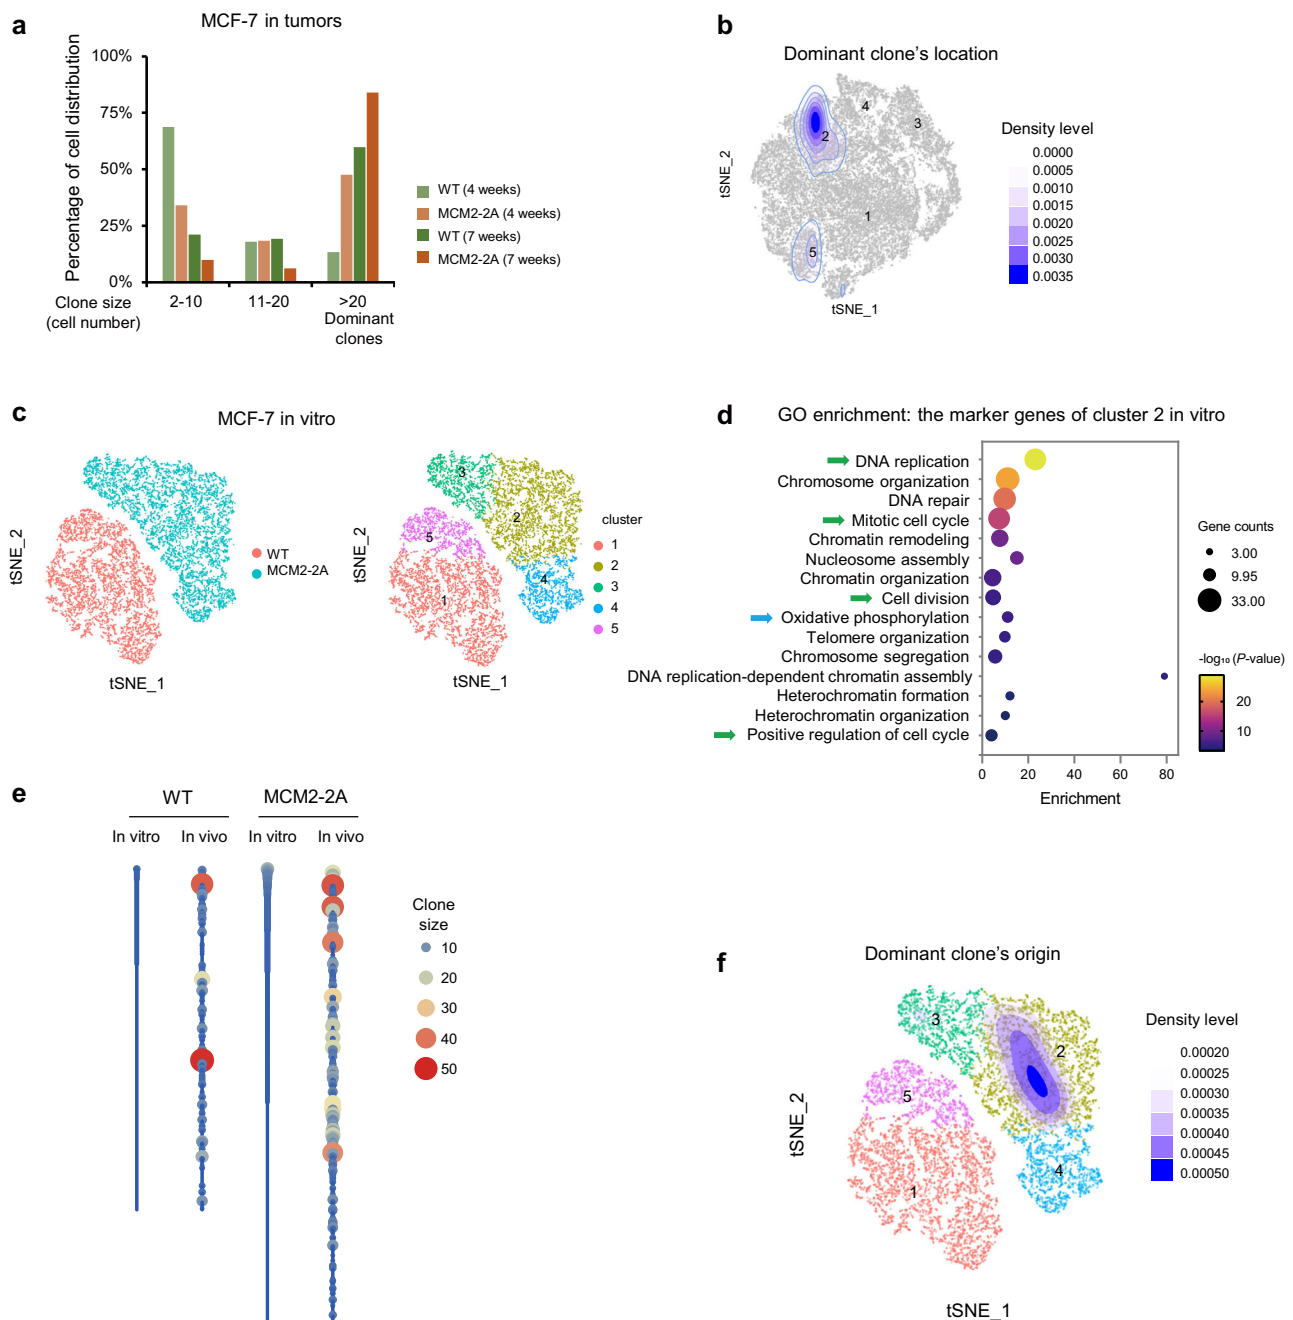 a
MCF-7 in tumors
Percentage of cell distribution
100%
75%
50%
25%
0%
Clone size
(cell number)
2-10
11-20
>20
Dominant
clones
WT (4 weeks)
MCM2-2A (4 weeks)
WT (7 weeks)
MCM2-2A (7 weeks)
b
Dominant clone's location
tSNE_2
4
3
2
1
5
tSNE_1
Density level
0.0000
0.0005
0.0010
0.0015
0.0020
0.0025
0.0030
0.0035
c
MCF-7 in vitro
tSNE_2
tSNE_1
WT
MCM2-2A
tSNE_2
3
2
5
4
1
tSNE_1
cluster
1
2
3
4
5
d
GO enrichment: the marker genes of cluster 2 in vitro
DNA replication
Chromosome organization
DNA repair
Mitotic cell cycle
Chromatin remodeling
Nucleosome assembly
Chromatin organization
Cell division
Oxidative phosphorylation
Telomere organization
Chromosome segregation
DNA replication-dependent chromatin assembly
Heterochromatin formation
Heterochromatin organization
Positive regulation of cell cycle
0 20 40 60 80
Enrichment
Gene counts
3.00
9.95
33.00
-log₁₀ (P-value)
20
10
e
WT MCM2-2A
In vitro In vivo In vitro In vivo
Clone
size
10
20
30
40
50
f
Dominant clone's origin
tSNE_2
3
2
5
4
1
tSNE_1
Density level
0.00020
0.00025
0.00030
0.00035
0.00040
0.00045
0.00050